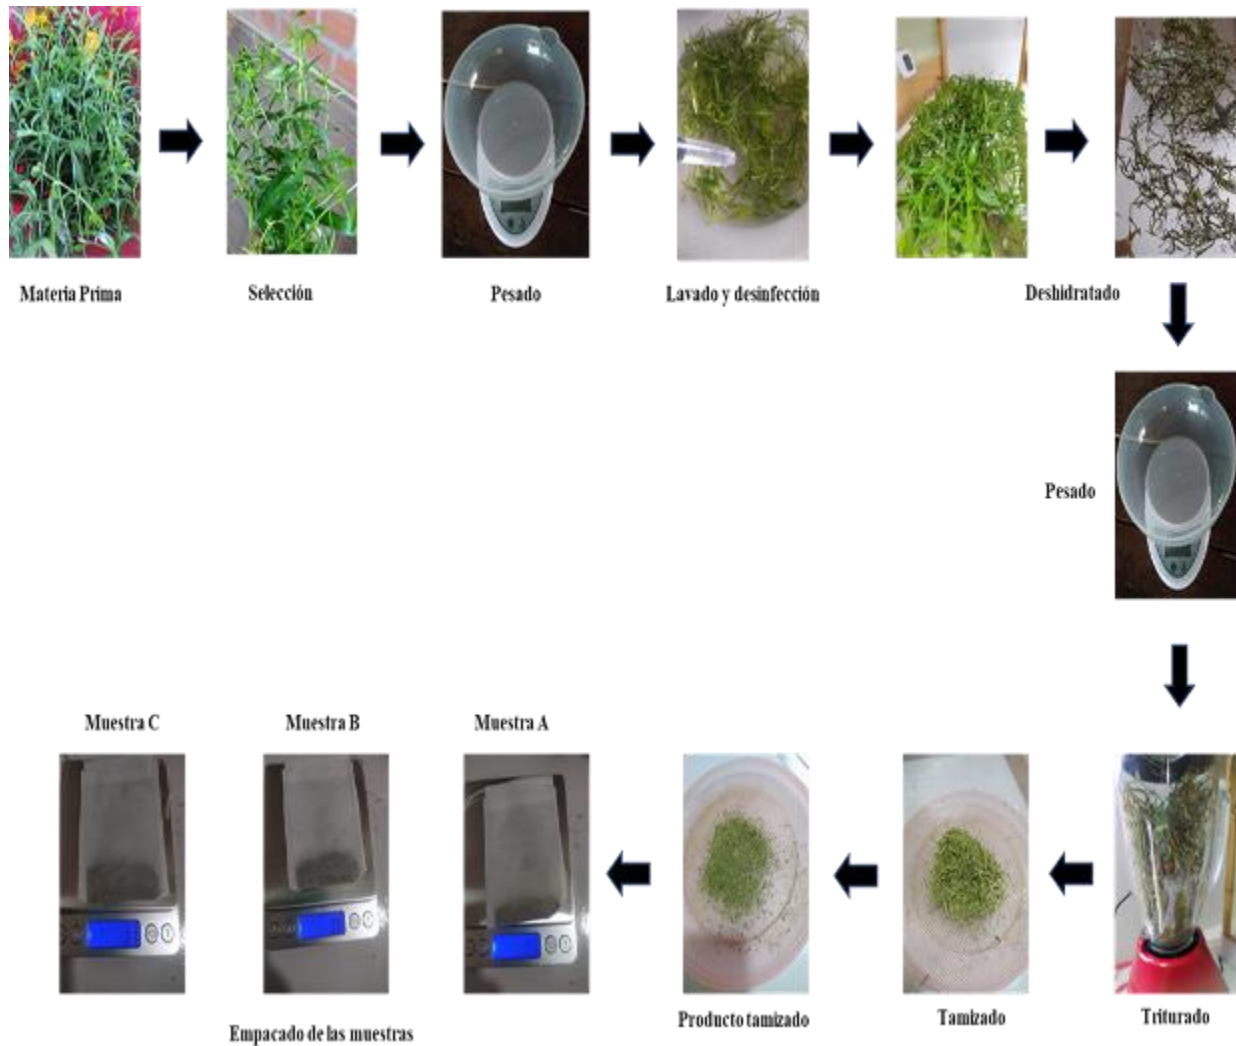 Materia Prima
Selección
Pesado
Lavado y desinfección
Deshidratado
Pesado
Muestra C
Muestra B
Muestra A
Producto tamizado
Tamizado
Triturado
Empacado de las muestras